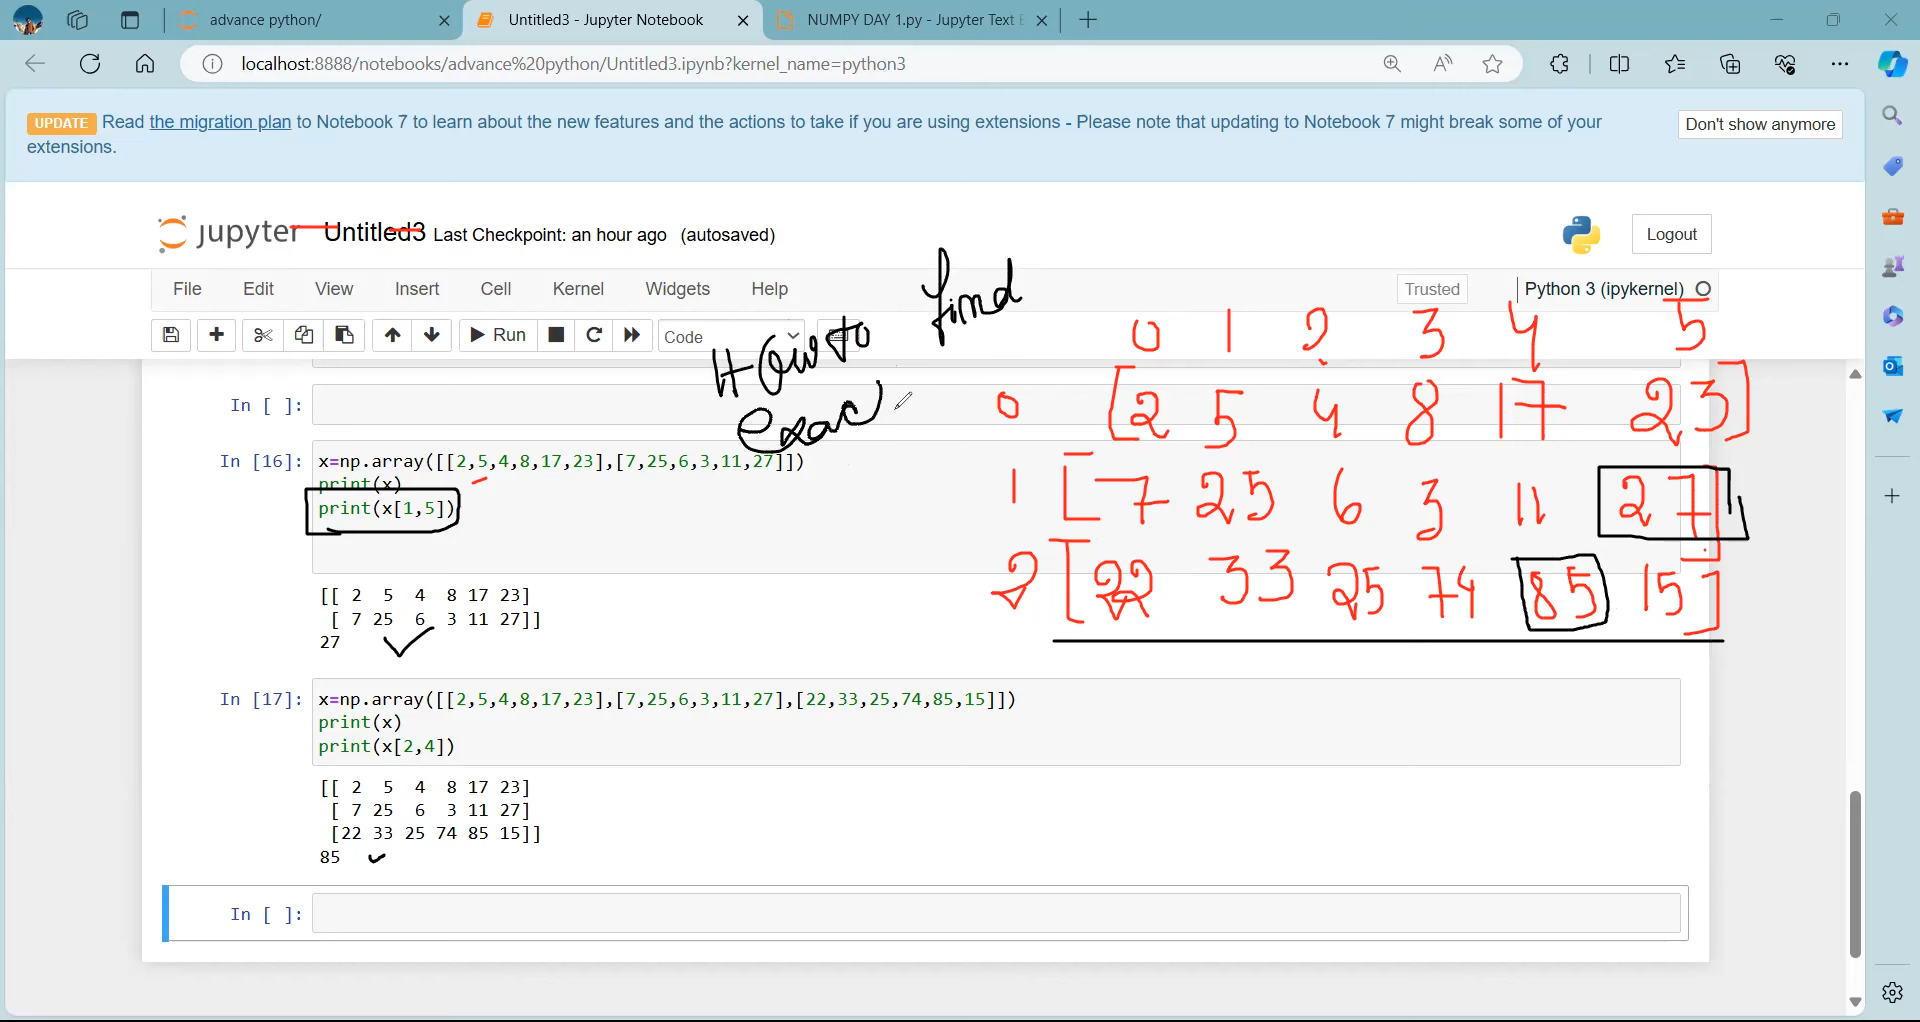 advance python/
Untitled3 - Jupyter Notebook
NUMPY DAY 1.py - Jupyter Text E
localhost:8888/notebooks/advance%20python/Untitled3.ipynb?kernel_name=python3
UPDATE Read the migration plan to Notebook 7 to learn about the new features and the actions to take if you are using extensions - Please note that updating to Notebook 7 might break some of your
extensions.
Don't show anymore
jupyter Untitled3 Last Checkpoint: an hour ago (autosaved)
Logout
File Edit View Insert Cell Kernel Widgets Help
Trusted
Python 3 (ipykernel)
Run
Code
find
How to
exac
0 1 2 3 4 5
0 [2 5 4 8 17 23]
1 [7 25 6 3 11 27]
2 [22 33 25 74 85 15]
In [ ]:
In [16]: x=np.array([[2,5,4,8,17,23],[7,25,6,3,11,27]])
print(x)
print(x[1,5])
[[ 2 5 4 8 17 23]
[ 7 25 6 3 11 27]]
27
In [17]: x=np.array([[2,5,4,8,17,23],[7,25,6,3,11,27],[22,33,25,74,85,15]])
print(x)
print(x[2,4])
[[ 2 5 4 8 17 23]
[ 7 25 6 3 11 27]
[22 33 25 74 85 15]]
85
In [ ]: